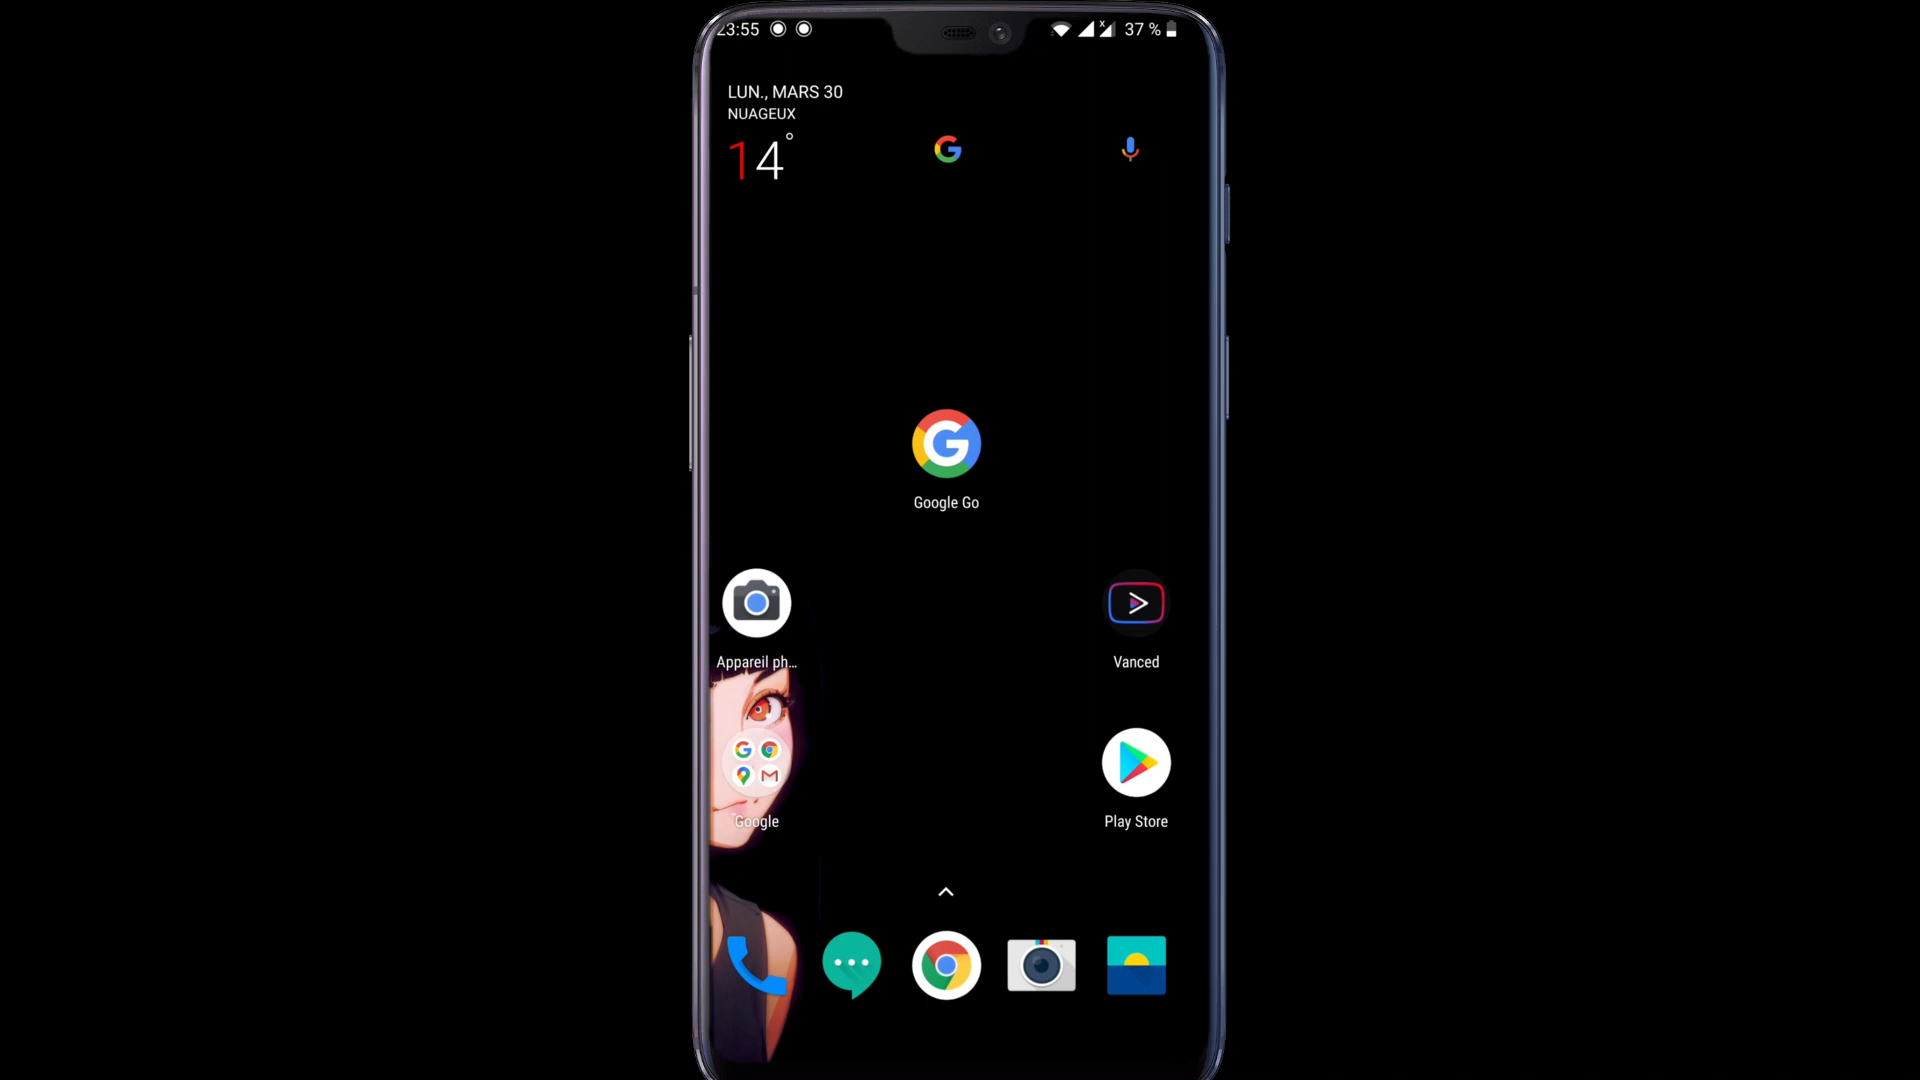 23:55
37 %
LUN., MARS 30
NUAGEUX
14°
Google Go
Appareil ph...
Vanced
Google
Play Store